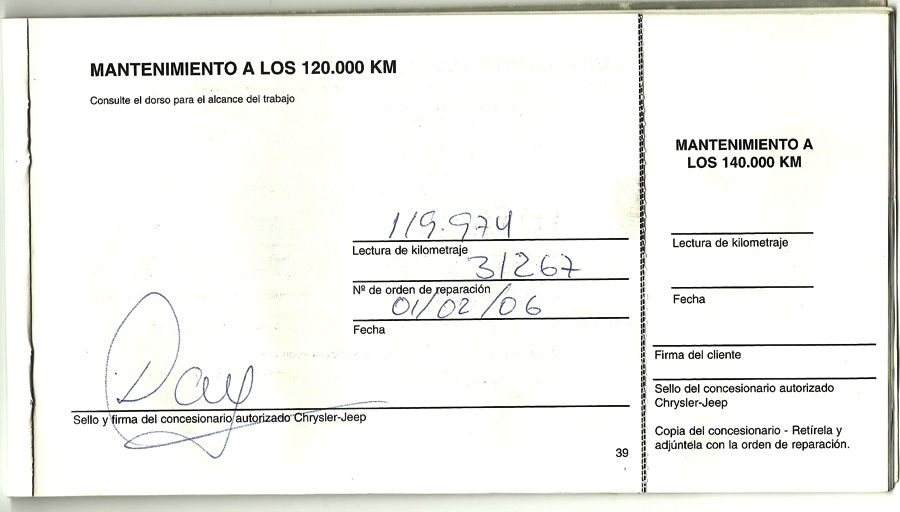 MANTENIMIENTO A LOS 120.000 KM
Consulte el dorso para el alcance del trabajo
119.974
Lectura de kilometraje
31267
Nº de orden de reparación
01/02/06
Fecha
Day
Sello y firma del concesionario autorizado Chrysler-Jeep
39
MANTENIMIENTO A
LOS 140.000 KM
Lectura de kilometraje
Fecha
Firma del cliente
Sello del concesionario autorizado
Chrysler-Jeep
Copia del concesionario - Retírela y
adjúntela con la orden de reparación.